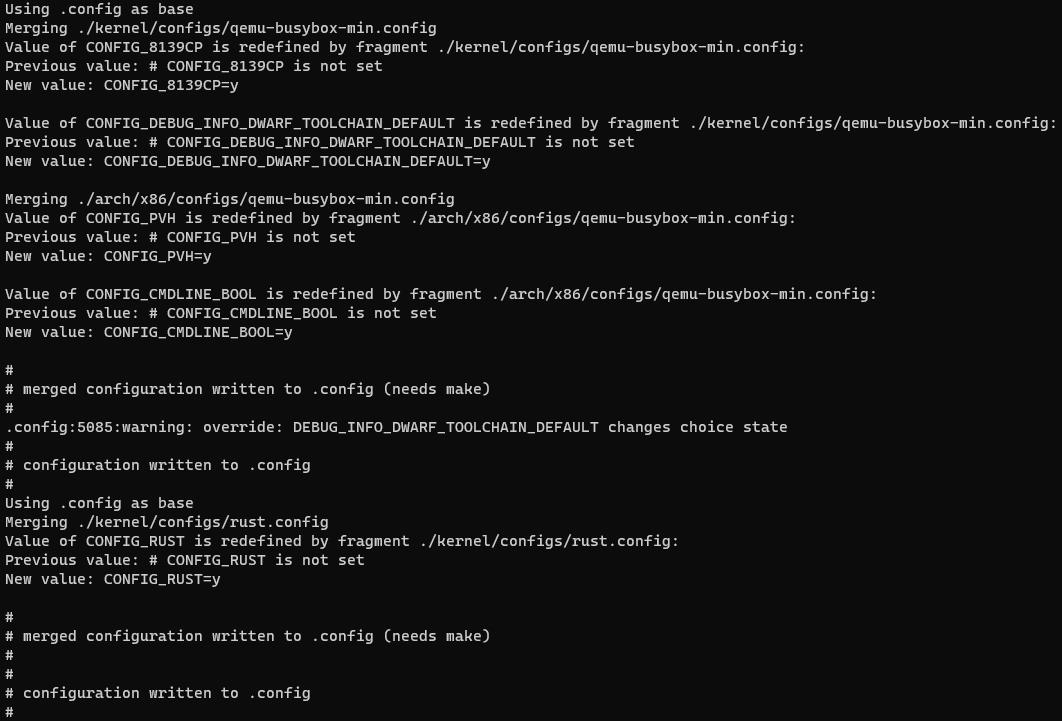 Using .config as base
Merging ./kernel/configs/qemu-busybox-min.config
Value of CONFIG_8139CP is redefined by fragment ./kernel/configs/qemu-busybox-min.config:
Previous value: # CONFIG_8139CP is not set
New value: CONFIG_8139CP=y
Value of CONFIG_DEBUG_INFO_DWARF_TOOLCHAIN_DEFAULT is redefined by fragment ./kernel/configs/qemu-busybox-min.config:
Previous value: # CONFIG_DEBUG_INFO_DWARF_TOOLCHAIN_DEFAULT is not set
New value: CONFIG_DEBUG_INFO_DWARF_TOOLCHAIN_DEFAULT=y
Merging ./arch/x86/configs/qemu-busybox-min.config
Value of CONFIG_PVH is redefined by fragment ./arch/x86/configs/qemu-busybox-min.config:
Previous value: # CONFIG_PVH is not set
New value: CONFIG_PVH=y
Value of CONFIG_CMDLINE_BOOL is redefined by fragment ./arch/x86/configs/qemu-busybox-min.config:
Previous value: # CONFIG_CMDLINE_BOOL is not set
New value: CONFIG_CMDLINE_BOOL=y
#
# merged configuration written to .config (needs make)
#
.config:5085:warning: override: DEBUG_INFO_DWARF_TOOLCHAIN_DEFAULT changes choice state
#
# configuration written to .config
#
Using .config as base
Merging ./kernel/configs/rust.config
Value of CONFIG_RUST is redefined by fragment ./kernel/configs/rust.config:
Previous value: # CONFIG_RUST is not set
New value: CONFIG_RUST=y
#
# merged configuration written to .config (needs make)
#
#
# configuration written to .config
#